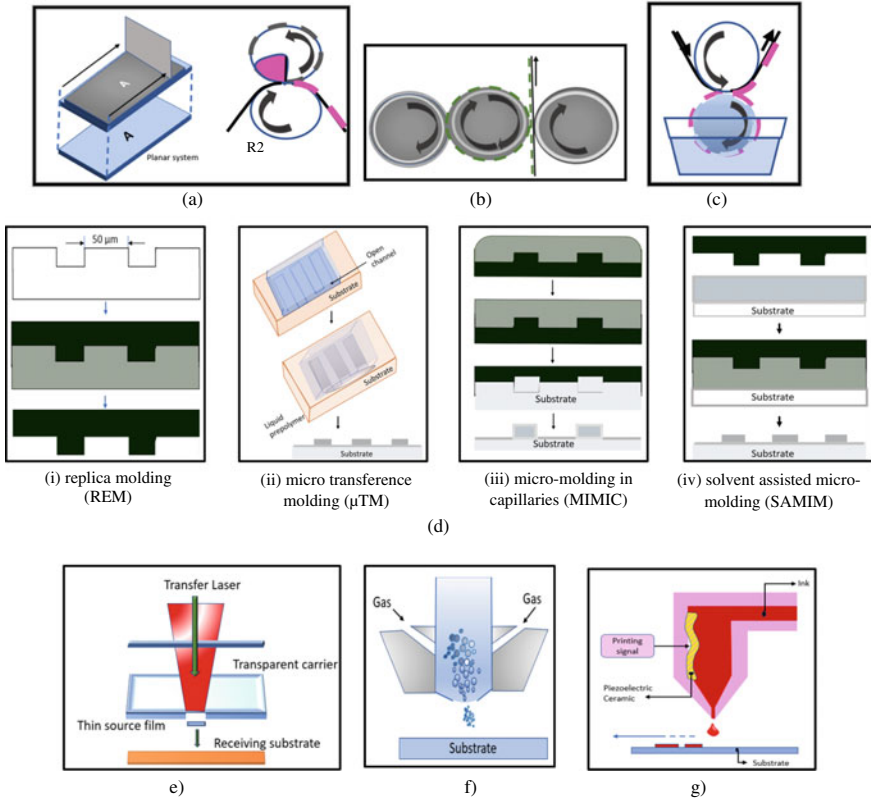 A
A
Planar system
R2
(a)
(b)
(c)
50 µm
(i) replica molding
(REM)
Open
channel
Substrate
Substrate
Liquid
prepolymer
Substrate
(ii) micro transference
molding (µTM)
Substrate
Substrate
(iii) micro-molding in
capillaries (MIMIC)
Substrate
Substrate
(iv) solvent assisted micro-
molding (SAMIM)
(d)
Transfer Laser
Transparent carrier
Thin source film
Receiving substrate
e)
Gas
Gas
Substrate
f)
Ink
Printing
signal
Piezoelectric
Ceramic
Substrate
g)